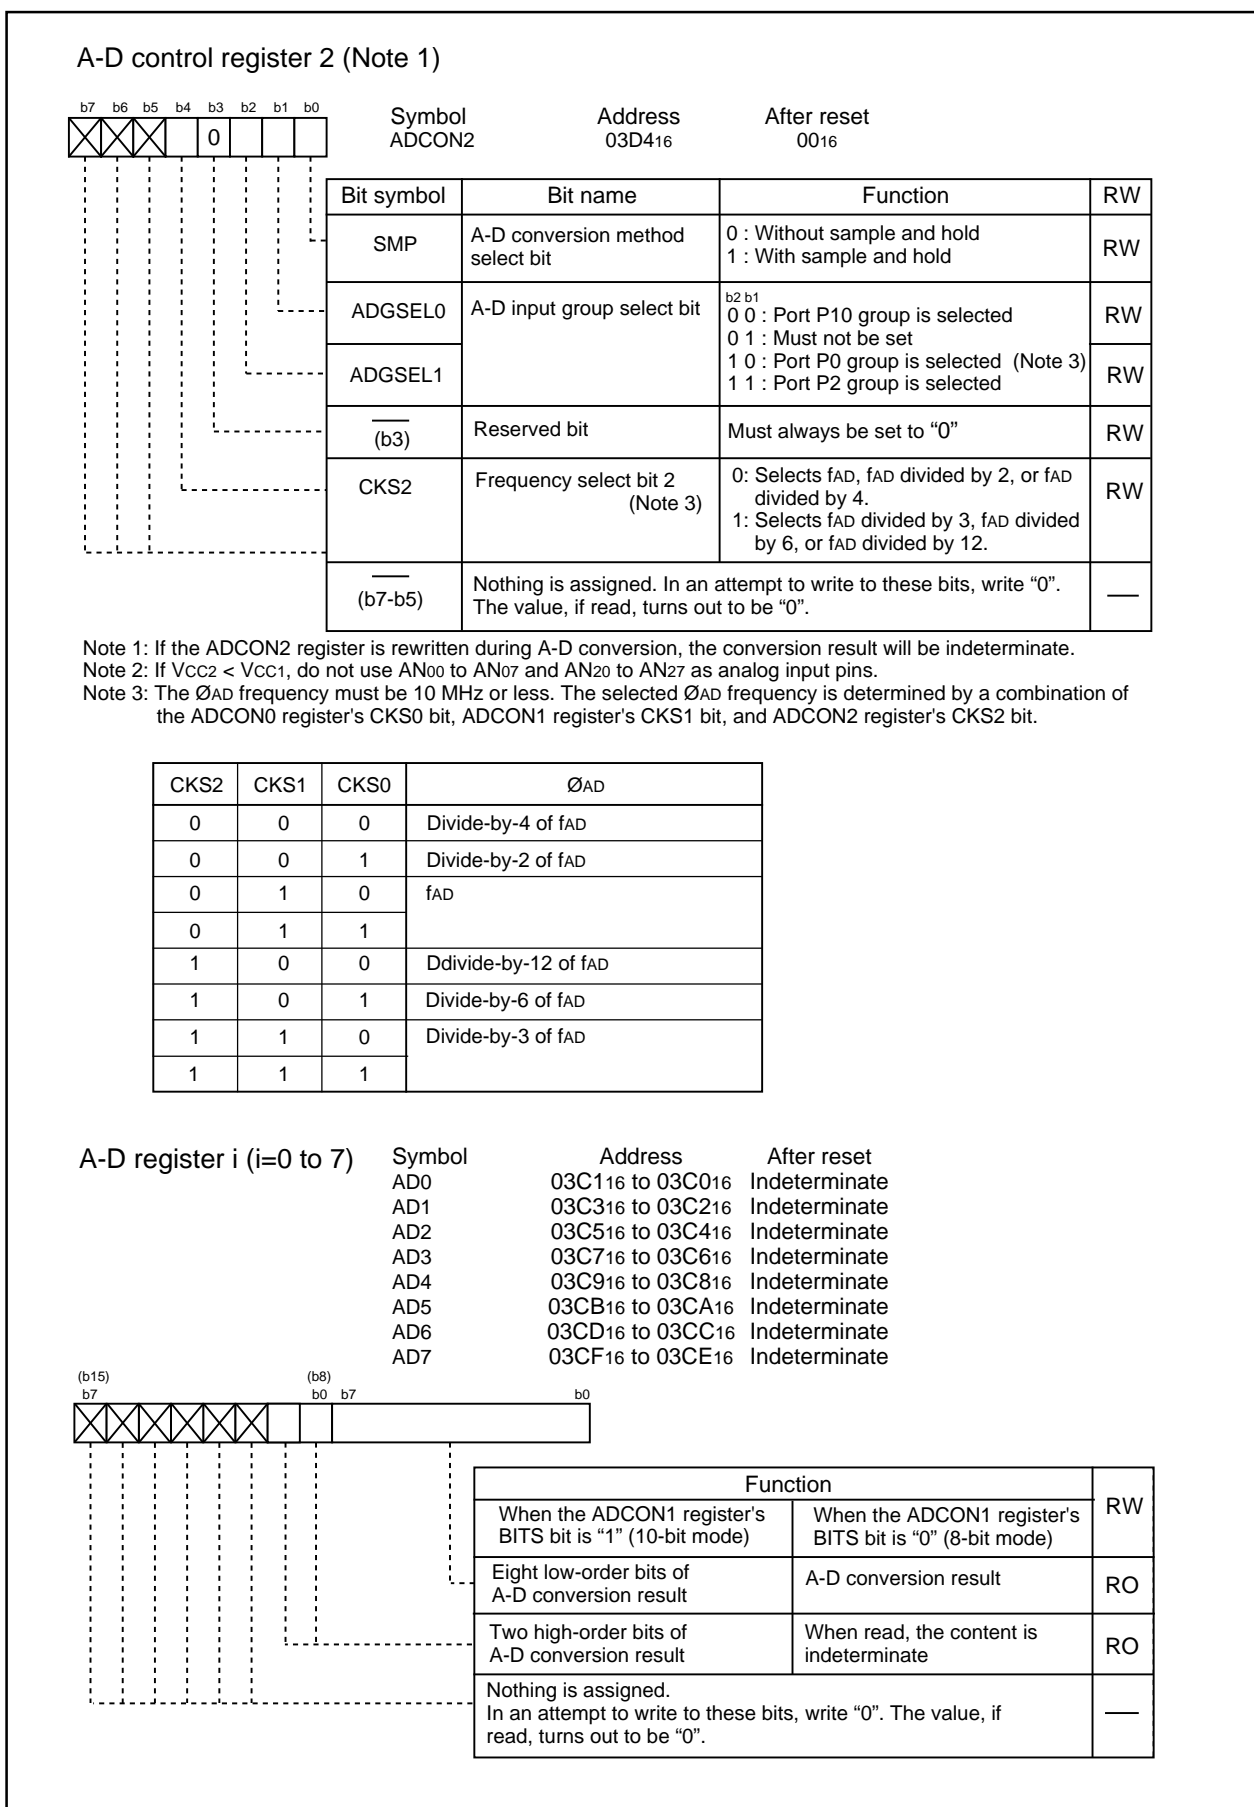 A-D control register 2 (Note 1)
b7 b6 b5 b4 b3 b2 b1 b0
0
Symbol Address After reset
ADCON2 03D416 0016
Bit symbol Bit name Function RW
SMP A-D conversion method select bit 0 : Without sample and hold RW
1 : With sample and hold
ADGSEL0 A-D input group select bit b2 b1
0 0 : Port P10 group is selected RW
0 1 : Must not be set
ADGSEL1 1 0 : Port P0 group is selected (Note 3) RW
1 1 : Port P2 group is selected
(b3) Reserved bit Must always be set to “0” RW
CKS2 Frequency select bit 2 (Note 3) 0: Selects fAD, fAD divided by 2, or fAD RW
divided by 4.
1: Selects fAD divided by 3, fAD divided
by 6, or fAD divided by 12.
(b7-b5) Nothing is assigned. In an attempt to write to these bits, write “0”.
The value, if read, turns out to be “0”.
Note 1: If the ADCON2 register is rewritten during A-D conversion, the conversion result will be indeterminate.
Note 2: If VCC2 < VCC1, do not use AN00 to AN07 and AN20 to AN27 as analog input pins.
Note 3: The ØAD frequency must be 10 MHz or less. The selected ØAD frequency is determined by a combination of
the ADCON0 register's CKS0 bit, ADCON1 register's CKS1 bit, and ADCON2 register's CKS2 bit.
CKS2 CKS1 CKS0 ØAD
0 0 0 Divide-by-4 of fAD
0 0 1 Divide-by-2 of fAD
0 1 0 fAD
0 1 1
1 0 0 Ddivide-by-12 of fAD
1 0 1 Divide-by-6 of fAD
1 1 0 Divide-by-3 of fAD
1 1 1
A-D register i (i=0 to 7) Symbol Address After reset
AD0 03C116 to 03C016 Indeterminate
AD1 03C316 to 03C216 Indeterminate
AD2 03C516 to 03C416 Indeterminate
AD3 03C716 to 03C616 Indeterminate
AD4 03C916 to 03C816 Indeterminate
AD5 03CB16 to 03CA16 Indeterminate
AD6 03CD16 to 03CC16 Indeterminate
AD7 03CF16 to 03CE16 Indeterminate
(b15) (b8)
b7 b0 b7 b0
Function RW
When the ADCON1 register's When the ADCON1 register's
BITS bit is “1” (10-bit mode) BITS bit is “0” (8-bit mode)
Eight low-order bits of A-D conversion result RO
A-D conversion result
Two high-order bits of When read, the content is RO
A-D conversion result indeterminate
Nothing is assigned.
In an attempt to write to these bits, write “0”. The value, if
read, turns out to be “0”.